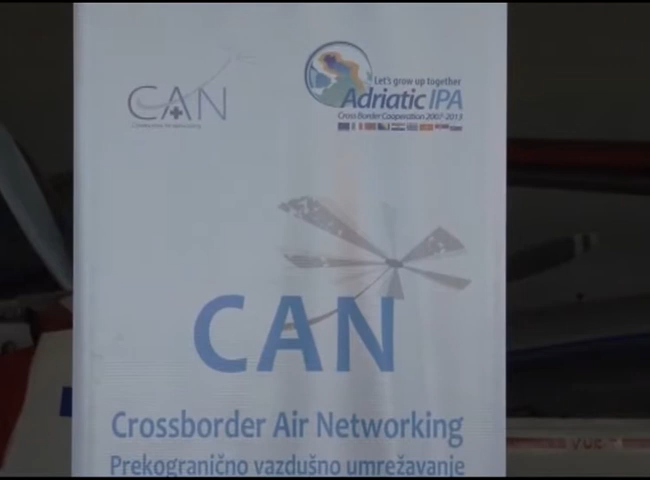 CAN
Let's grow up together
Adriatic IPA
Cross Border Cooperation 2007-2013
CAN
Crossborder Air Networking
Prekogranično vazdušno umrežavanje